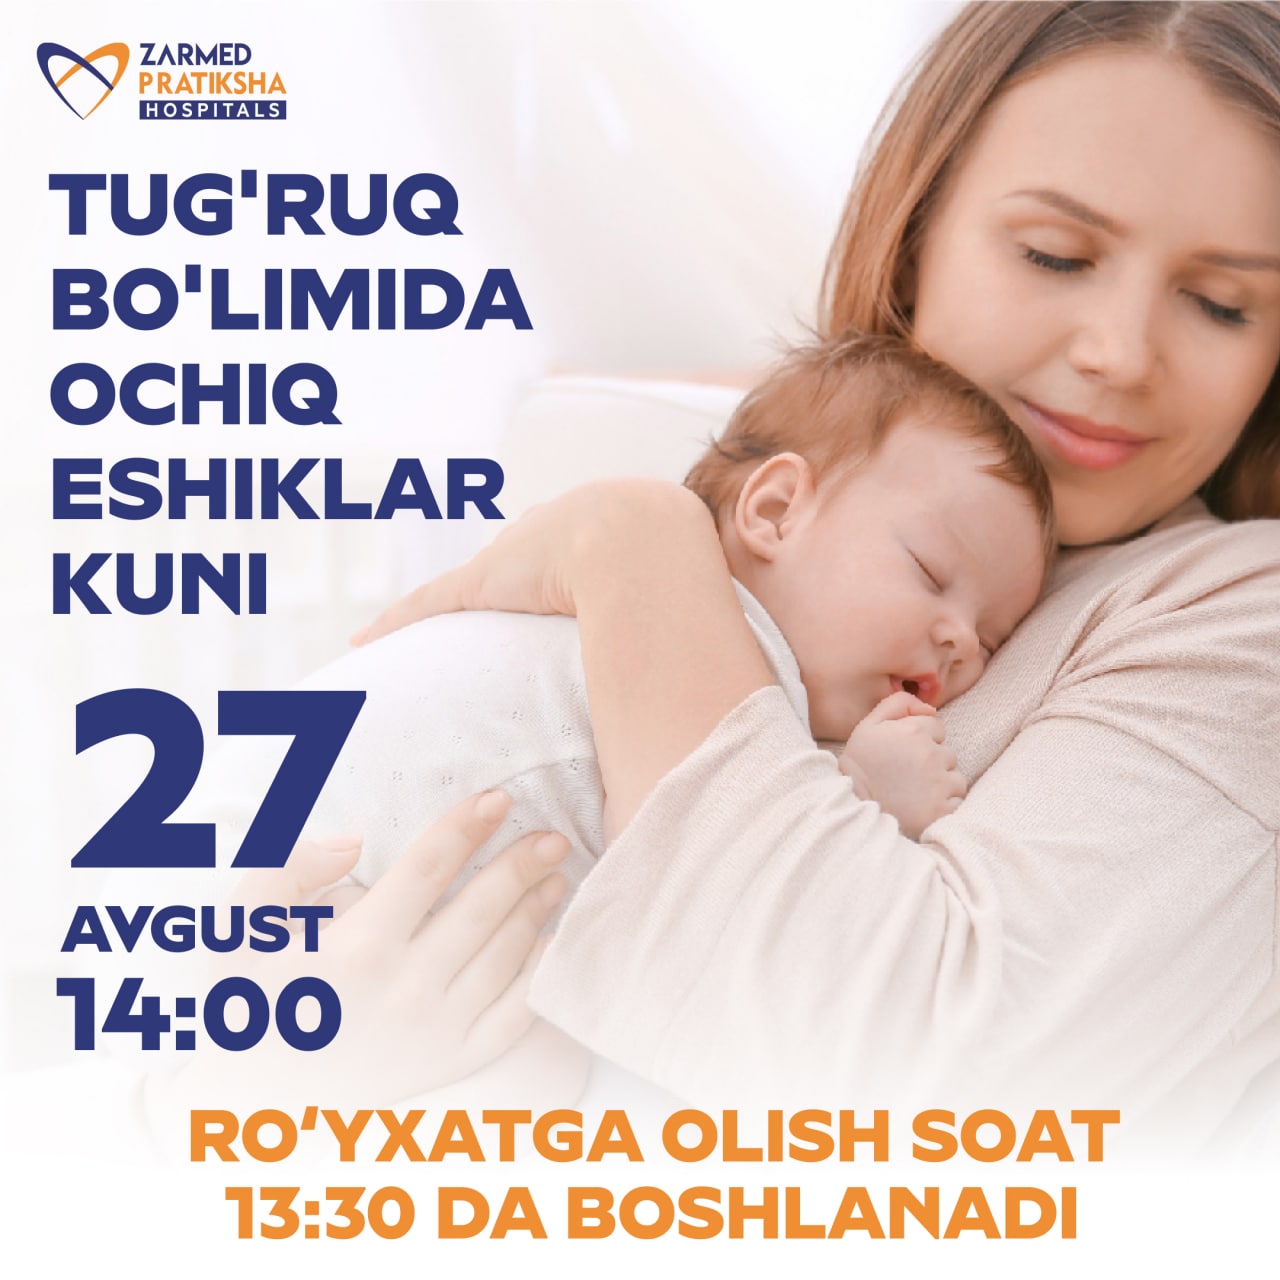 ZARMED
PRATIKSHA
HOSPITALS
TUG'RUQ
BO'LIMIDA
OCHIQ
ESHIKLAR
KUNI
27
AVGUST
14:00
RO‘YXATGA OLISH SOAT
13:30 DA BOSHLANADI